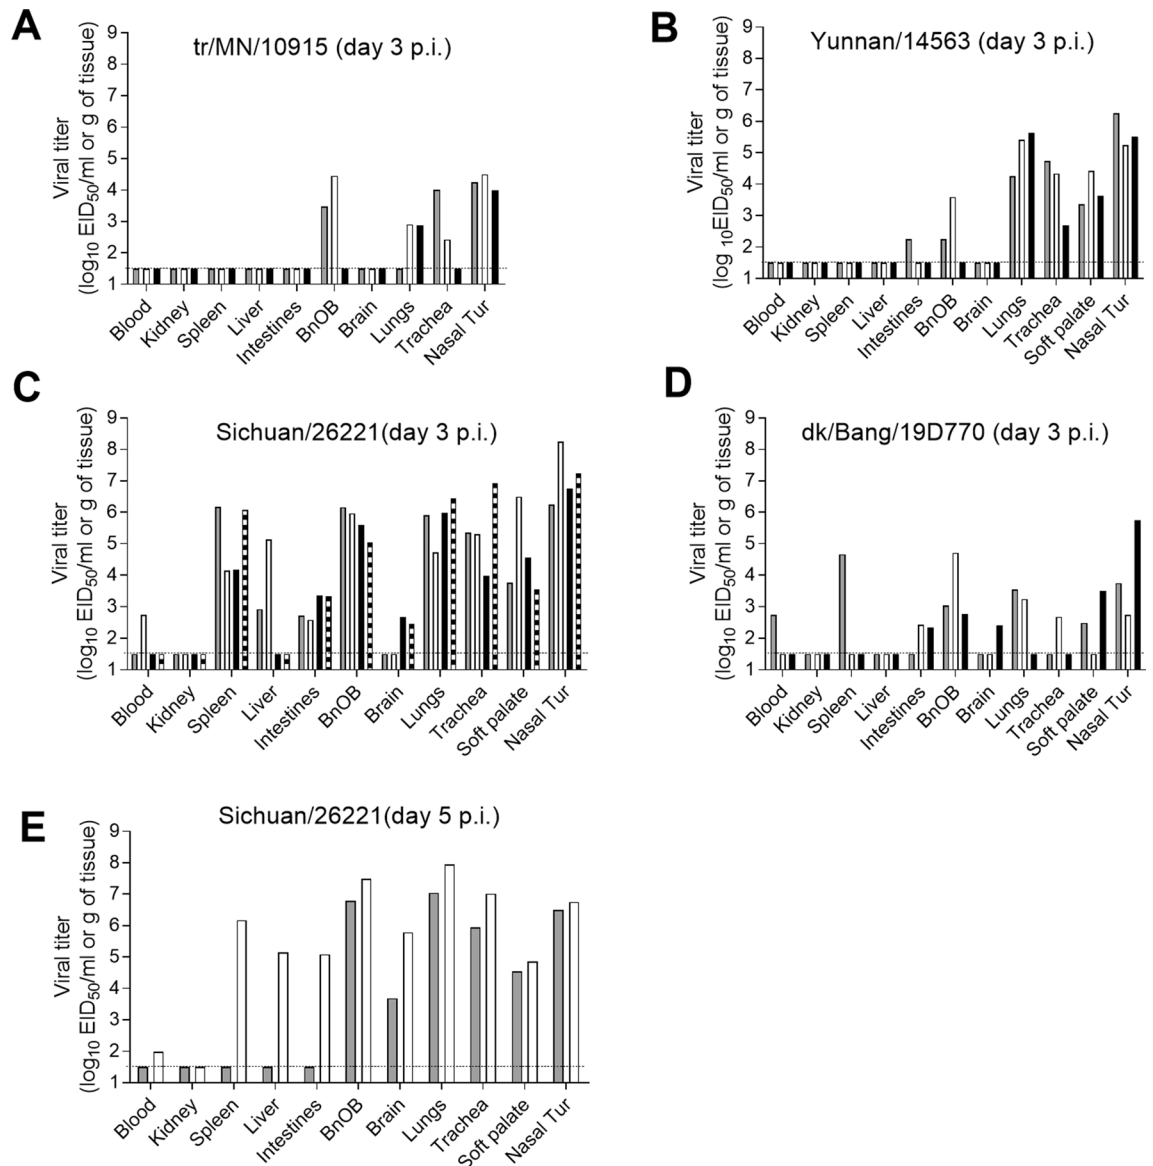 A
tr/MN/10915 (day 3 p.i.)
Viral titer
(log10 EID50/ml or g of tissue)
9
8
7
6
5
4
3
2
1
Blood
Kidney
Spleen
Liver
Intestines
BnOB
Brain
Lungs
Trachea
Nasal Tur
B
Yunnan/14563 (day 3 p.i.)
Viral titer
(log 10EID50/ml or g of tissue)
9
8
7
6
5
4
3
2
1
Blood
Kidney
Spleen
Liver
Intestines
BnOB
Brain
Lungs
Trachea
Soft palate
Nasal Tur
C
Sichuan/26221(day 3 p.i.)
Viral titer
(log10 EID50/ml or g of tissue)
9
8
7
6
5
4
3
2
1
Blood
Kidney
Spleen
Liver
Intestines
BnOB
Brain
Lungs
Trachea
Soft palate
Nasal Tur
D
dk/Bang/19D770 (day 3 p.i.)
Viral titer
(log10 EID50/ml or g of tissue)
9
8
7
6
5
4
3
2
1
Blood
Kidney
Spleen
Liver
Intestines
BnOB
Brain
Lungs
Trachea
Soft palate
Nasal Tur
E
Sichuan/26221(day 5 p.i.)
Viral titer
(log10 EID50/ml or g of tissue)
9
8
7
6
5
4
3
2
1
Blood
Kidney
Spleen
Liver
Intestines
BnOB
Brain
Lungs
Trachea
Soft palate
Nasal Tur